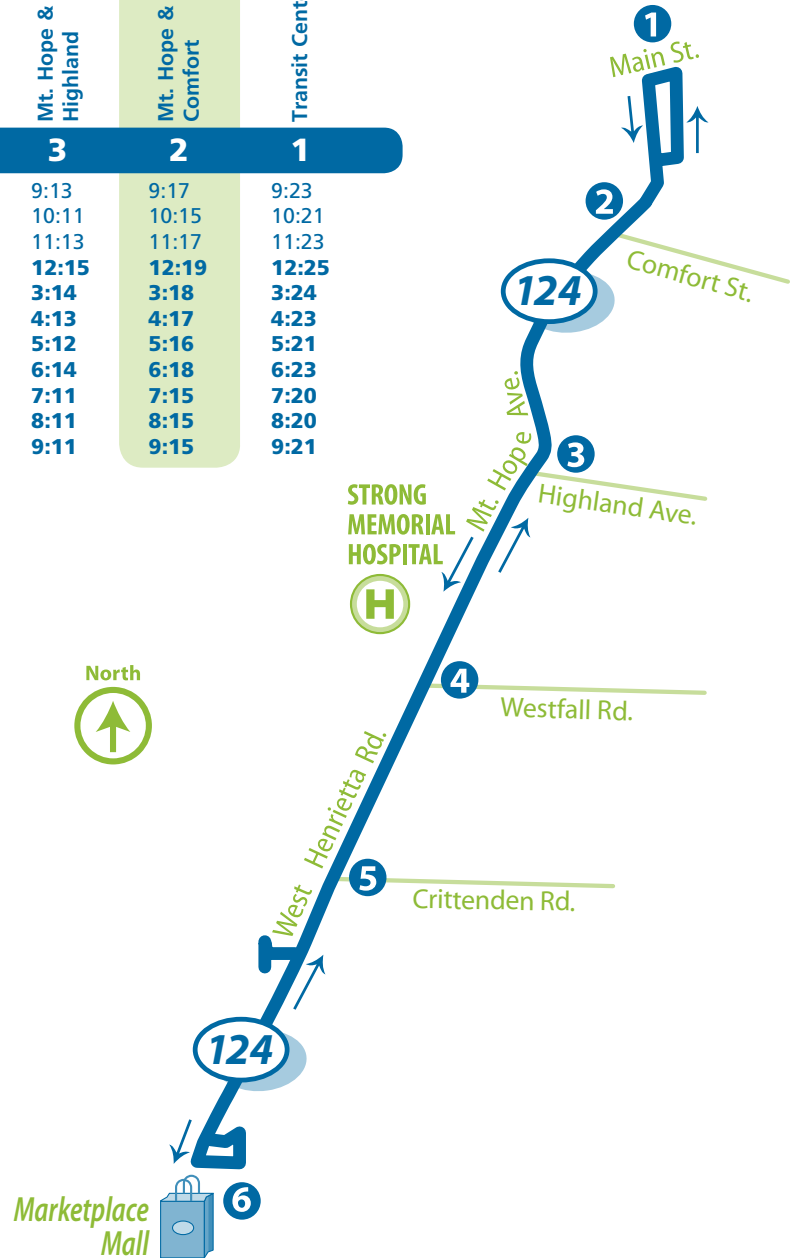 Mt. Hope &
Highland
Mt. Hope &
Comfort
Transit Cent
3 2 1
9:13 9:17 9:23
10:11 10:15 10:21
11:13 11:17 11:23
12:15 12:19 12:25
3:14 3:18 3:24
4:13 4:17 4:23
5:12 5:16 5:21
6:14 6:18 6:23
7:11 7:15 7:20
8:11 8:15 8:20
9:11 9:15 9:21
1
Main St.
2
Comfort St.
124
Mt. Hope Ave.
3
Highland Ave.
STRONG
MEMORIAL
HOSPITAL
H
North
4
Westfall Rd.
West Henrietta Rd.
5
Crittenden Rd.
124
6
Marketplace
Mall